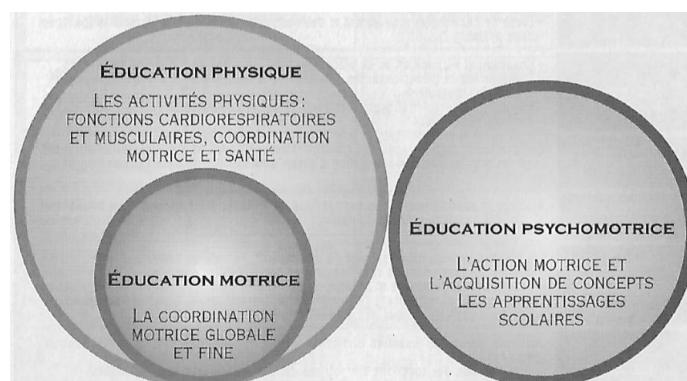 ÉDUCATION PHYSIQUE
LES ACTIVITÉS PHYSIQUES :
FONCTIONS CARDIORESPIRATOIRES
ET MUSCULAIRES, COORDINATION
MOTRICE ET SANTÉ
ÉDUCATION MOTRICE
LA COORDINATION
MOTRICE GLOBALE
ET FINE
ÉDUCATION PSYCHOMOTRICE
L'ACTION MOTRICE ET
L'ACQUISITION DE CONCEPTS
LES APPRENTISSAGES
SCOLAIRES